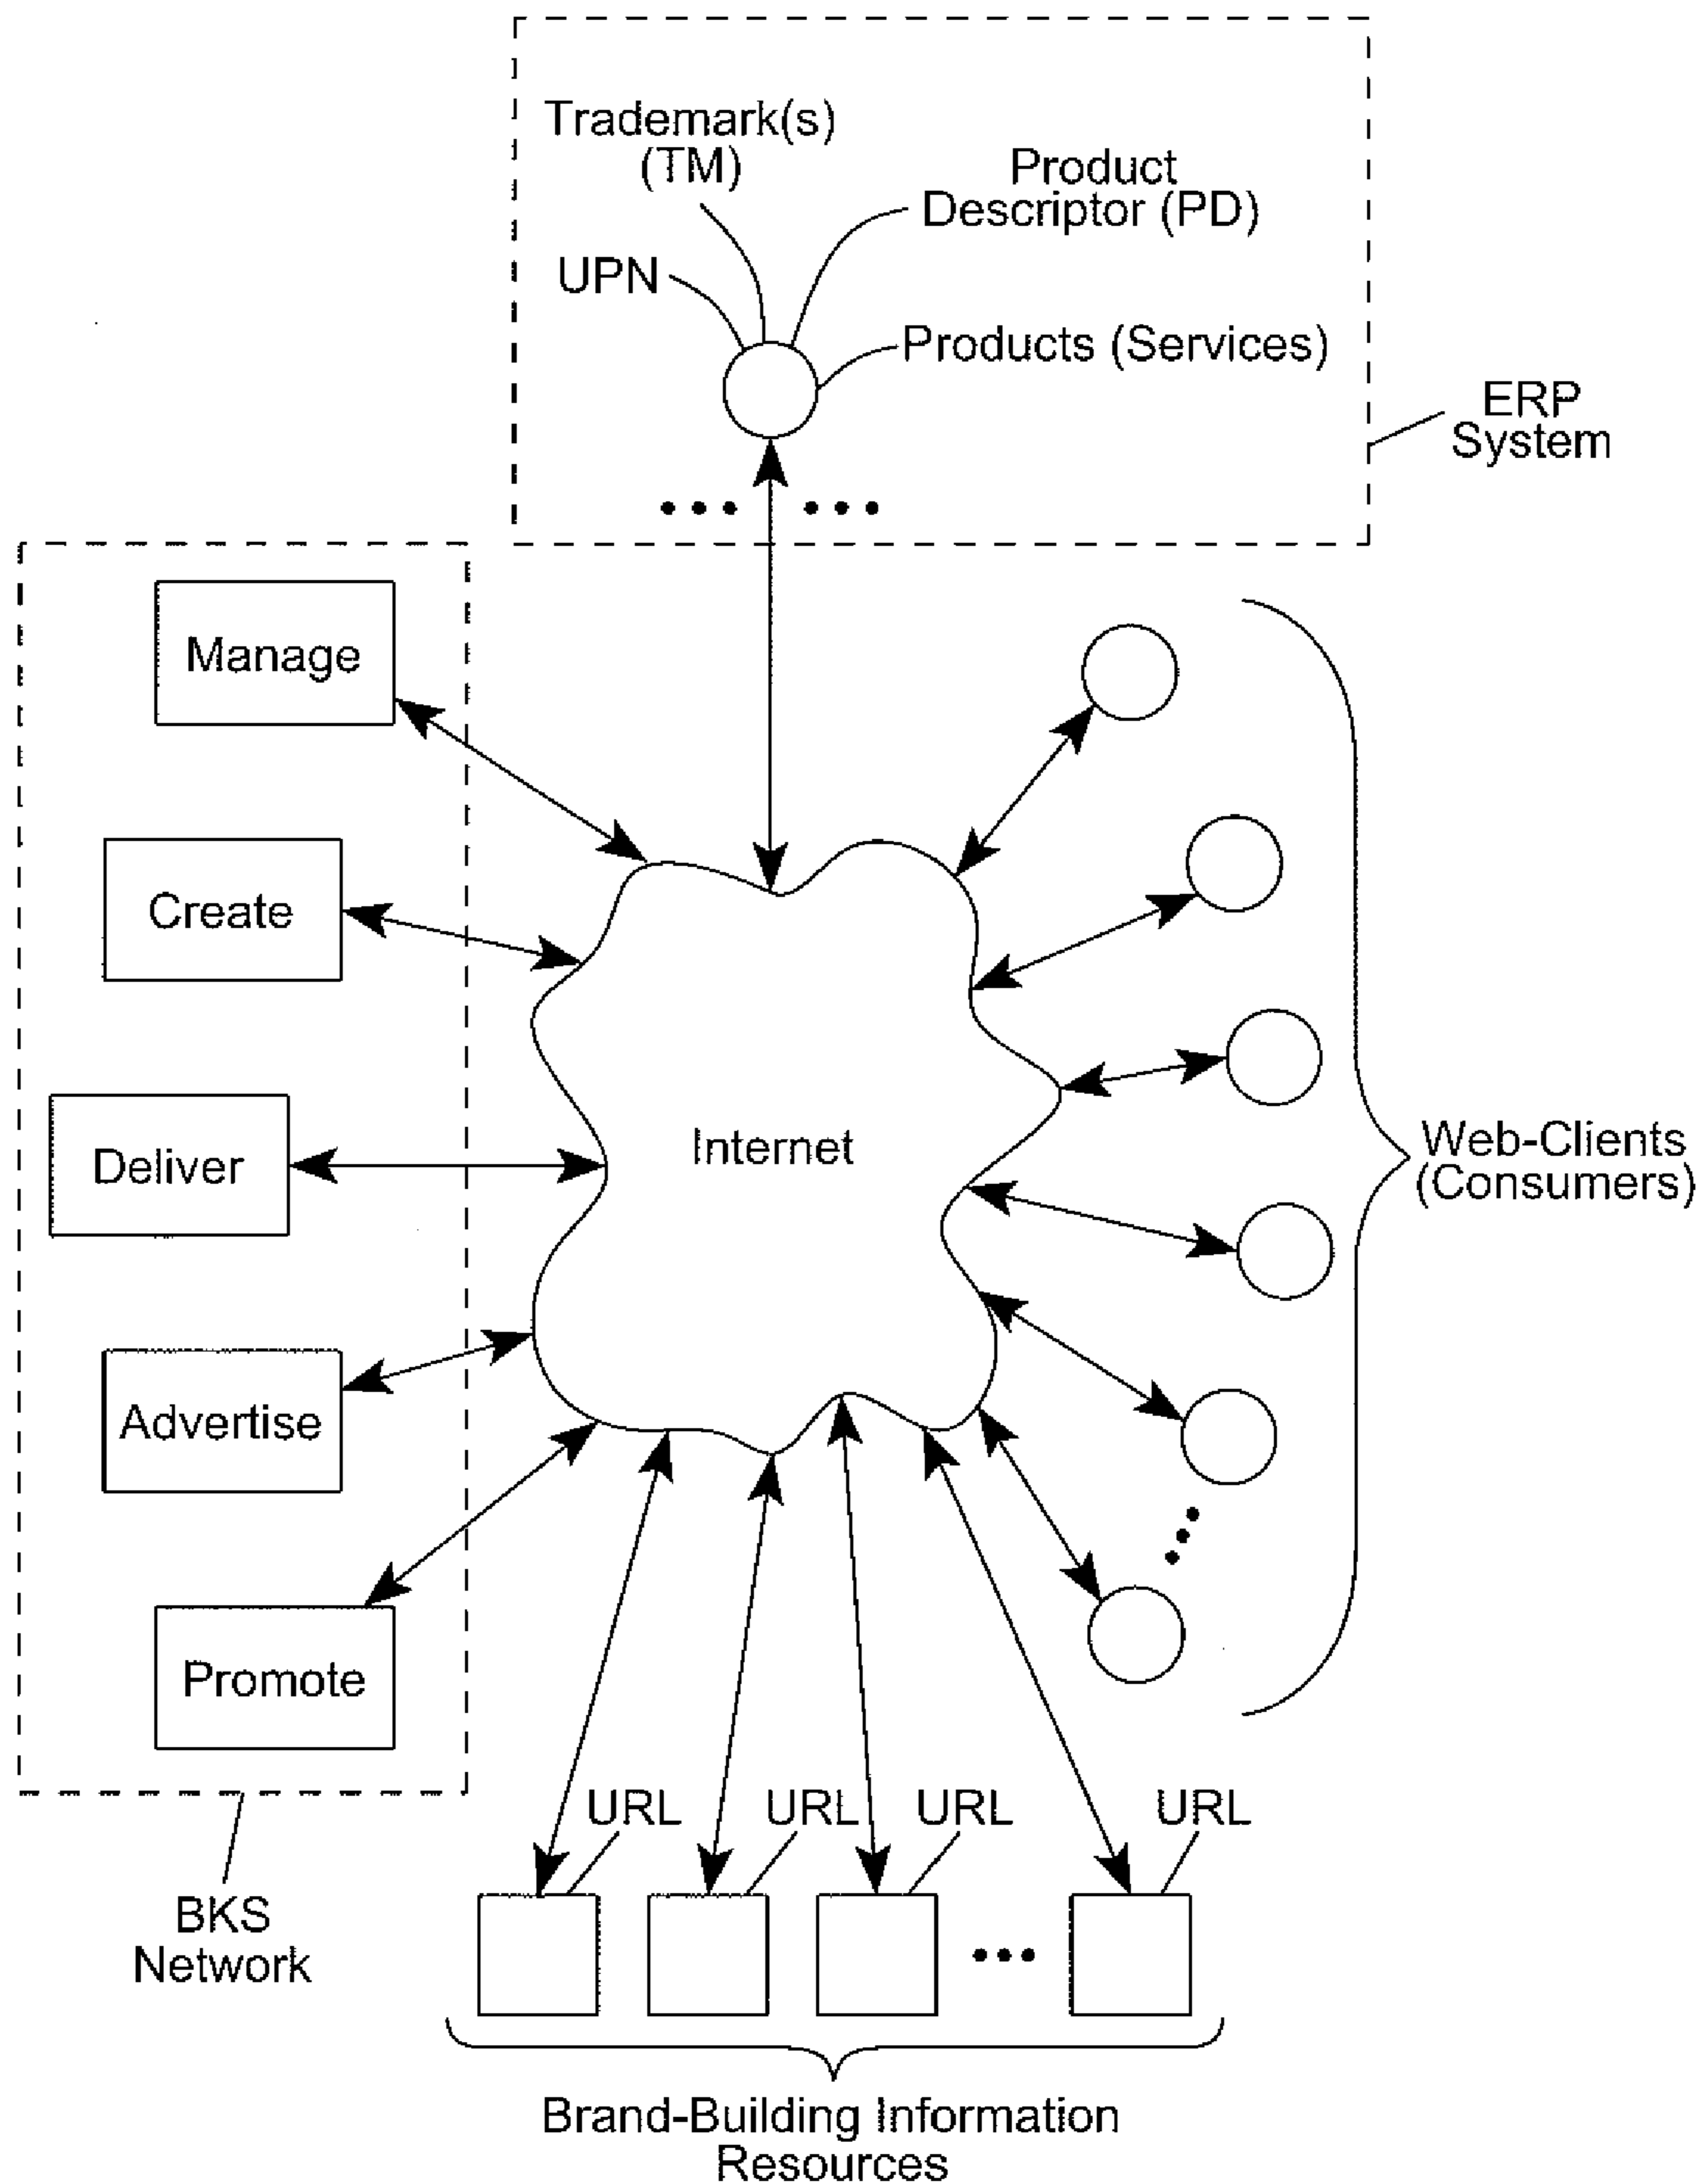 Trademark(s)
(TM)
Product
Descriptor (PD)
UPN
Products (Services)
ERP
System
Manage
Create
Deliver
Advertise
Promote
Internet
Web-Clients
(Consumers)
URL
URL
URL
URL
BKS
Network
Brand-Building Information
Resources